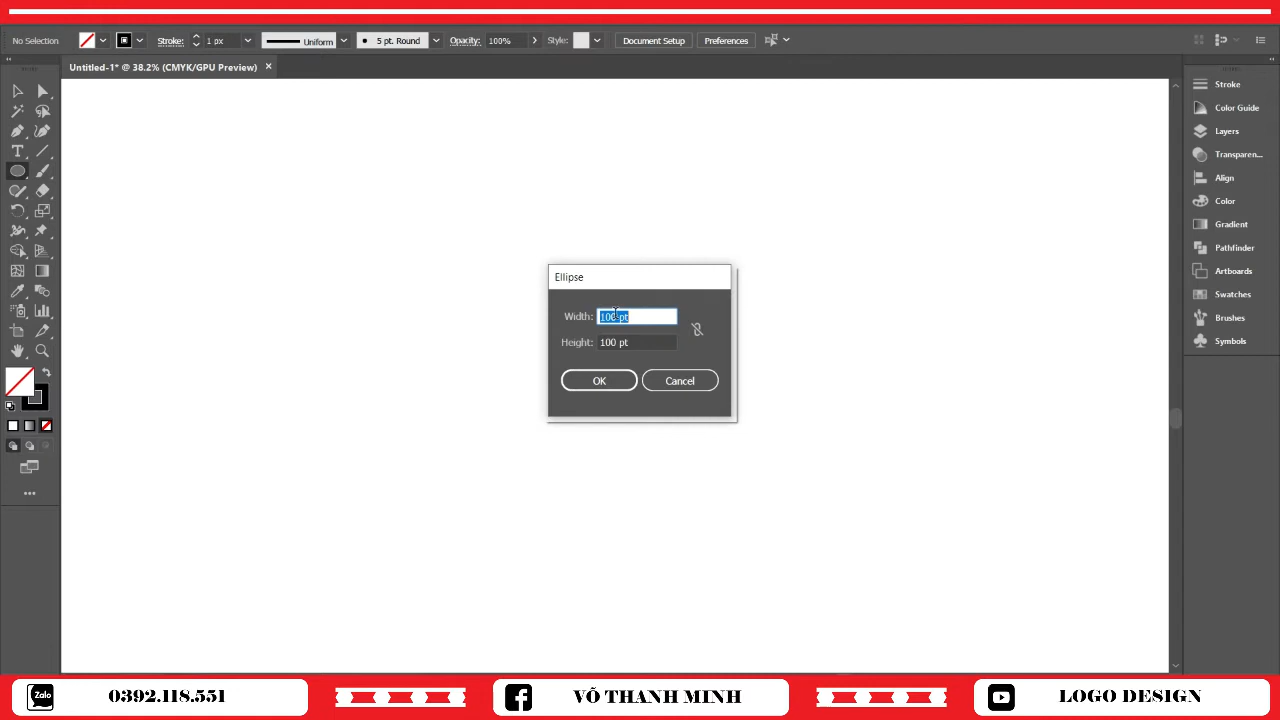 No Selection Stroke: 1 px Uniform 5 pt. Round Opacity: 100% Style: Document Setup Preferences
Untitled-1* @ 38.2% (CMYK/GPU Preview) ×
Stroke
Color Guide
Layers
Transparen...
Align
Color
Gradient
Pathfinder
Artboards
Swatches
Brushes
Symbols
Ellipse
Width: 100 pt
Height: 100 pt
OK Cancel
Zalo 0392.118.551 VÕ THANH MINH LOGO DESIGN